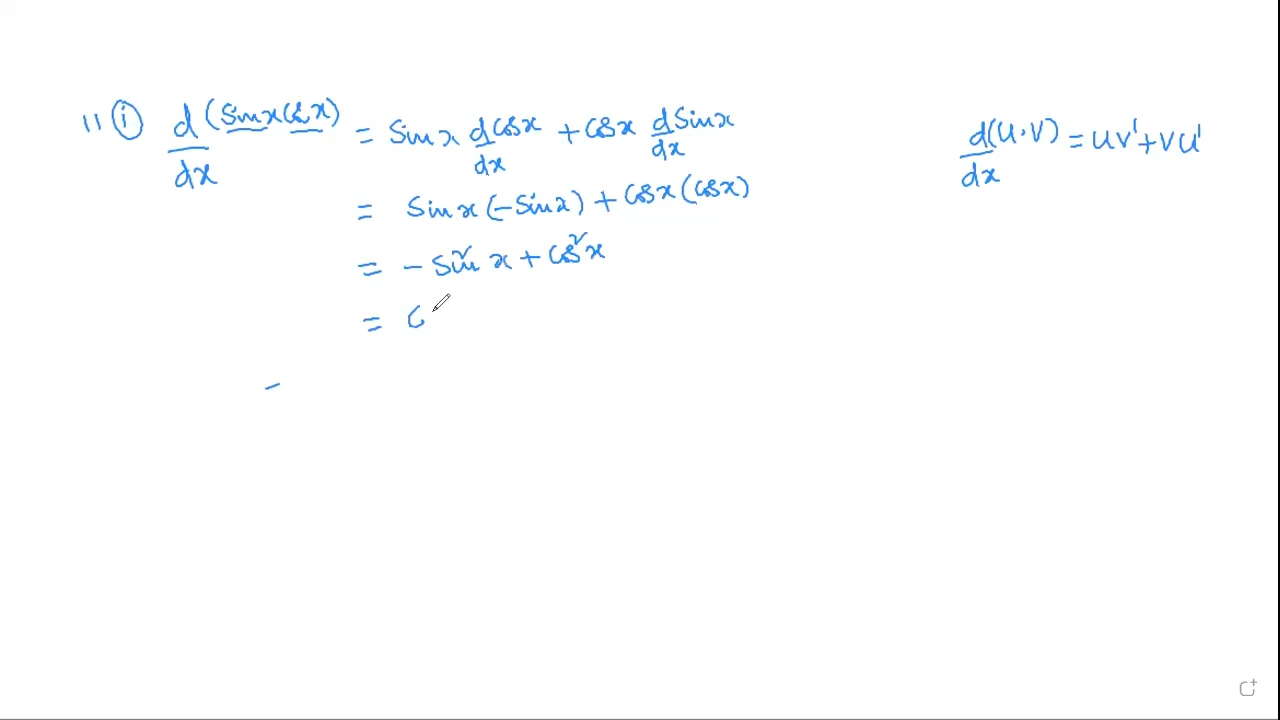 11 (i) d/dx (Sinx Cosx) = Sinx d Cosx/dx + Cosx d Sinx/dx
d/dx (U·V) = UV' + VU'
= Sinx (-Sinx) + Cosx (Cosx)
= - Sin²x + Cos²x
= C
-